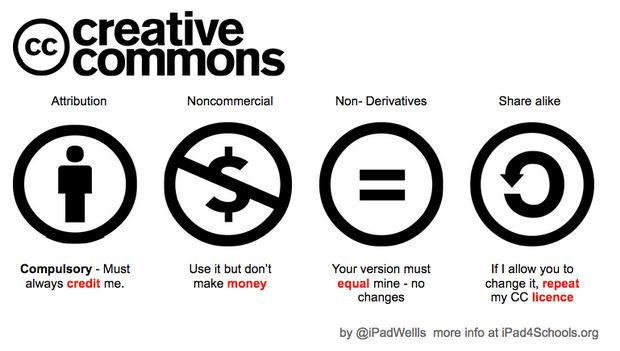 cc creative
commons
Attribution Noncommercial Non- Derivatives Share alike
$ =
Compulsory - Must
always credit me.
Use it but don't
make money
Your version must
equal mine - no
changes
If I allow you to
change it, repeat
my CC licence
by @iPadWellls more info at iPad4Schools.org